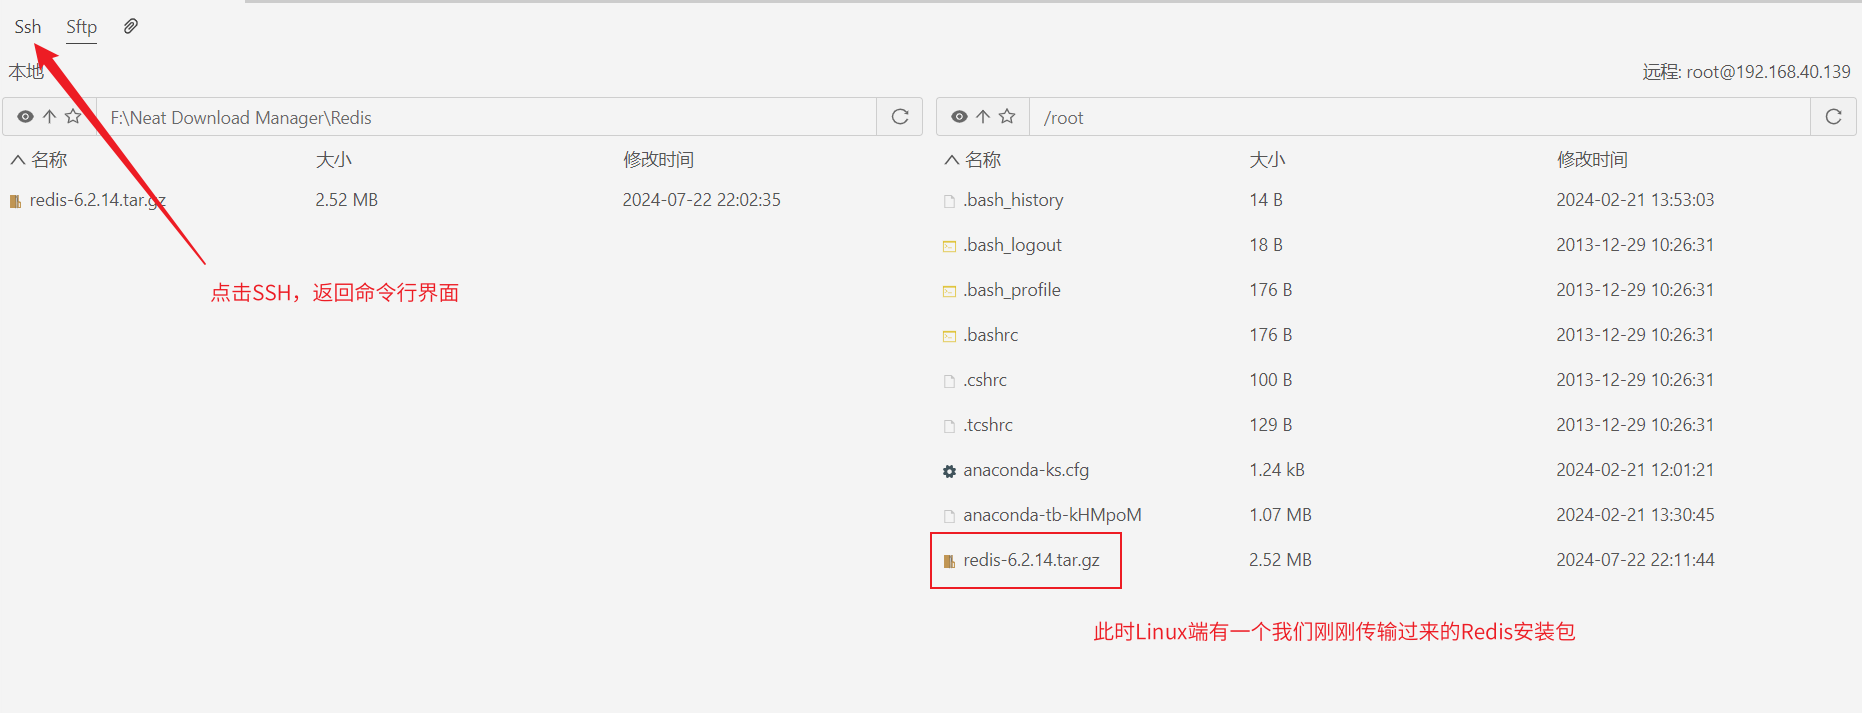 Ssh Sftp
本地
远程: root@192.168.40.139
F:\Neat Download Manager\Redis
/root
名称 大小 修改时间
redis-6.2.14.tar.gz 2.52 MB 2024-07-22 22:02:35
点击SSH，返回命令行界面
名称 大小 修改时间
.bash_history 14 B 2024-02-21 13:53:03
.bash_logout 18 B 2013-12-29 10:26:31
.bash_profile 176 B 2013-12-29 10:26:31
.bashrc 176 B 2013-12-29 10:26:31
.cshrc 100 B 2013-12-29 10:26:31
.tcshrc 129 B 2013-12-29 10:26:31
anaconda-ks.cfg 1.24 kB 2024-02-21 12:01:21
anaconda-tb-kHMpoM 1.07 MB 2024-02-21 13:30:45
redis-6.2.14.tar.gz 2.52 MB 2024-07-22 22:11:44
此时Linux端有一个我们刚刚传输过来的Redis安装包